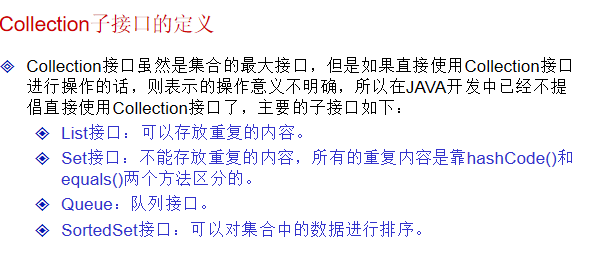 Collection子接口的定义
Collection接口虽然是集合的最大接口，但是如果直接使用Collection接口
进行操作的话，则表示的操作意义不明确，所以在JAVA开发中已经不提
倡直接使用Collection接口了，主要的子接口如下：
List接口：可以存放重复的内容。
Set接口：不能存放重复的内容，所有的重复内容是靠hashCode()和
equals()两个方法区分的。
Queue：队列接口。
SortedSet接口：可以对集合中的数据进行排序。